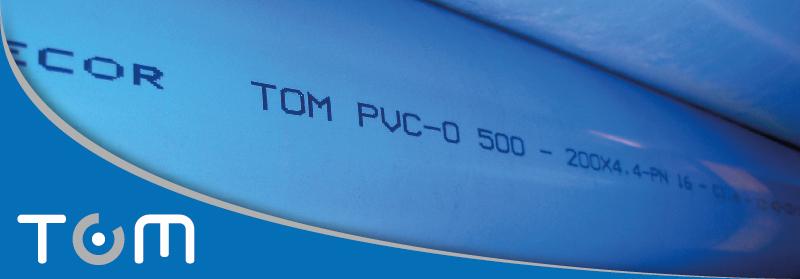 ECOR TOM PVC-O 500 - 200X4.4-PN 16 -
TOM